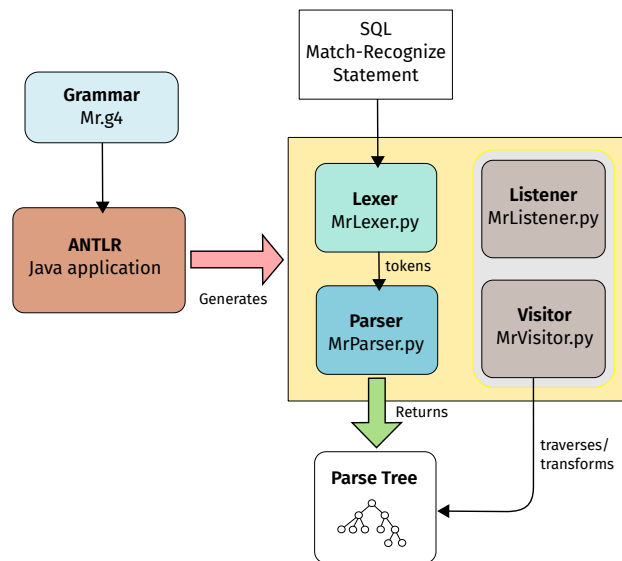 SQL
Match-Recognize
Statement
Grammar
Mr.g4
Lexer
MrLexer.py
Listener
MrListener.py
ANTLR
Java application
Generates
tokens
Parser
MrParser.py
Visitor
MrVisitor.py
Returns
traverses/
transforms
Parse Tree